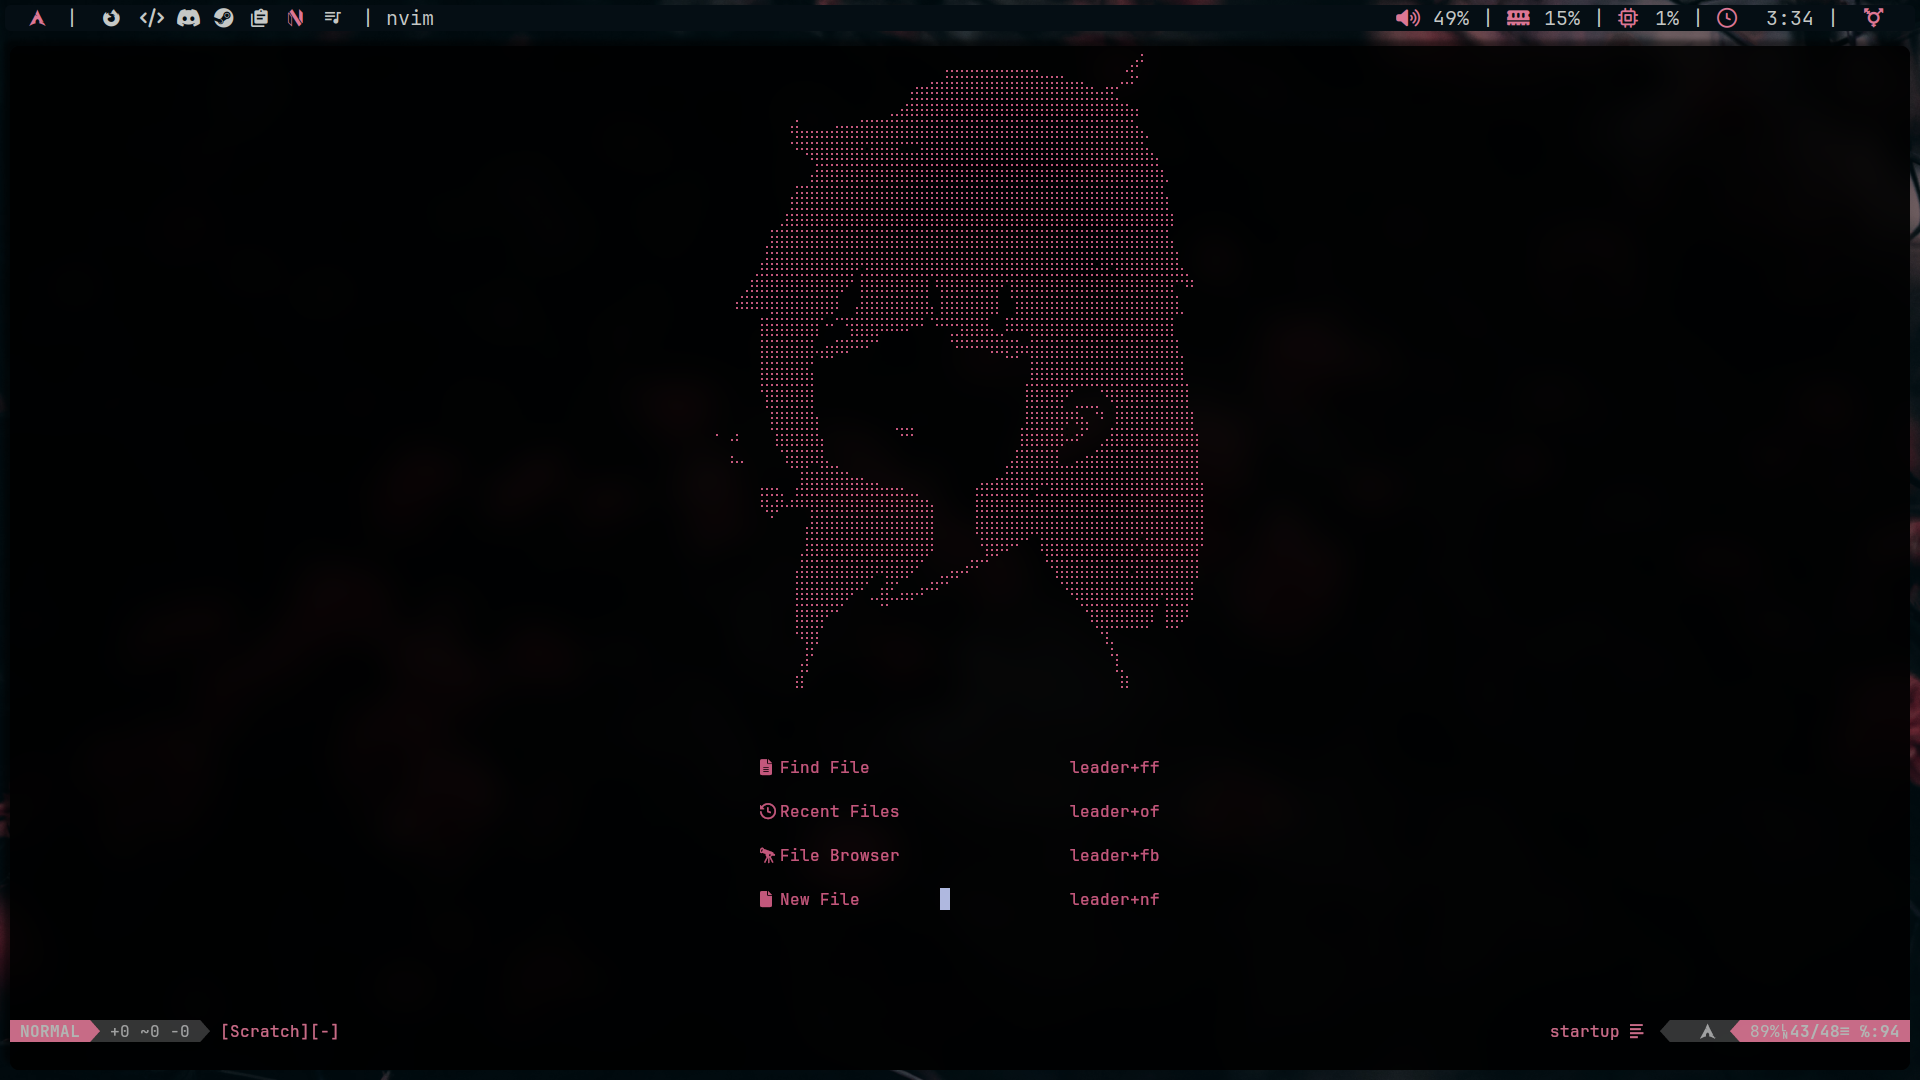 | | nvim 49% | 15% | 1% | 3:34 |
Find File leader+ff
Recent Files leader+of
File Browser leader+fb
New File leader+nf
NORMAL +0 ~0 -0 [Scratch][-] startup 89% 43/48≡ %:94